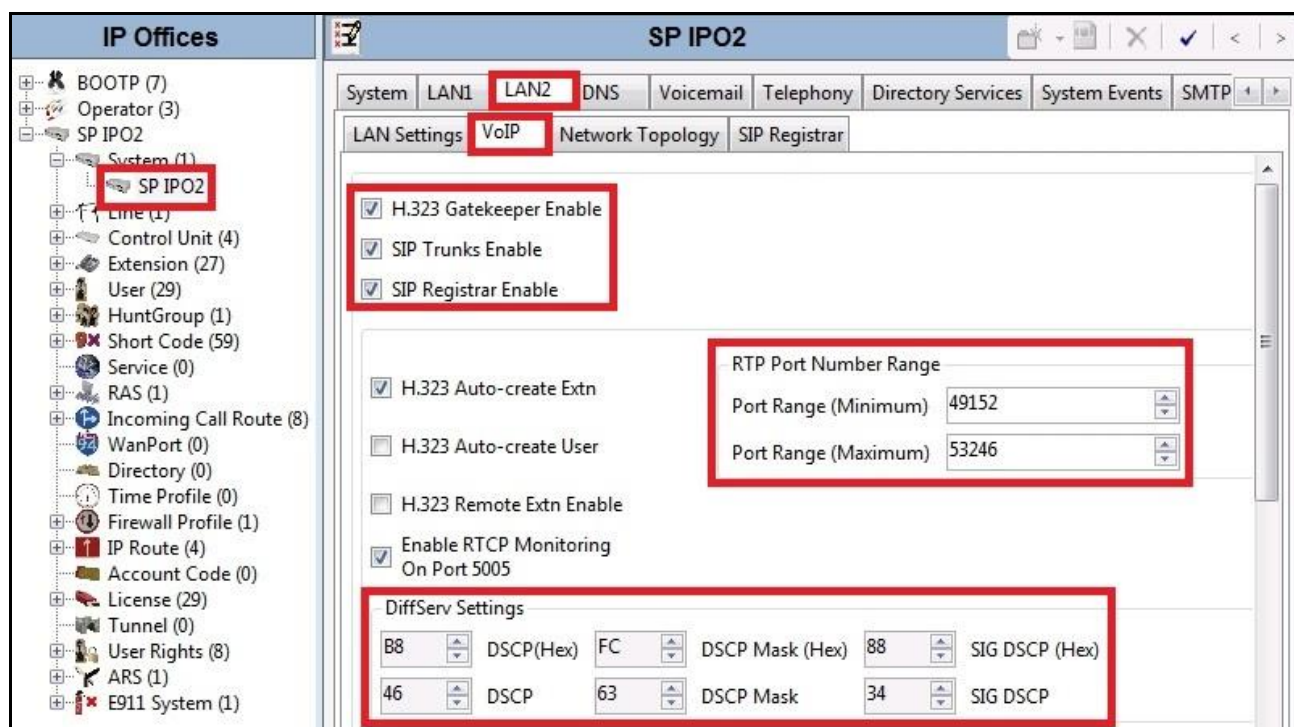 IP Offices
BOOTP (7)
Operator (3)
SP IPO2
System (1)
SP IPO2
Line (1)
Control Unit (4)
Extension (27)
User (29)
HuntGroup (1)
Short Code (59)
Service (0)
RAS (1)
Incoming Call Route (8)
WanPort (0)
Directory (0)
Time Profile (0)
Firewall Profile (1)
IP Route (4)
Account Code (0)
License (29)
Tunnel (0)
User Rights (8)
ARS (1)
E911 System (1)
SP IPO2
System LAN1 LAN2 DNS Voicemail Telephony Directory Services System Events SMTP
LAN Settings VoIP Network Topology SIP Registrar
H.323 Gatekeeper Enable
SIP Trunks Enable
SIP Registrar Enable
H.323 Auto-create Extn
H.323 Auto-create User
RTP Port Number Range
Port Range (Minimum) 49152
Port Range (Maximum) 53246
H.323 Remote Extn Enable
Enable RTCP Monitoring
On Port 5005
DiffServ Settings
B8 DSCP(Hex) FC DSCP Mask (Hex) 88 SIG DSCP (Hex)
46 DSCP 63 DSCP Mask 34 SIG DSCP